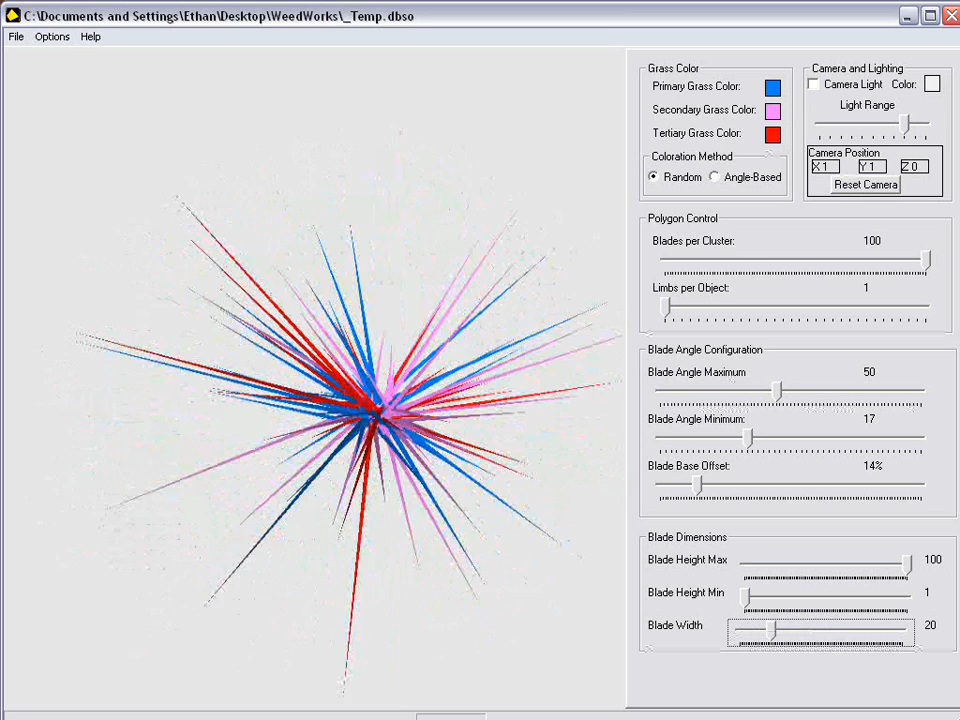 C:\Documents and Settings\Ethan\Desktop\WeedWorks\_Temp.dbso
File Options Help
Grass Color
Primary Grass Color:
Secondary Grass Color:
Tertiary Grass Color:
Coloration Method
Random Angle-Based
Camera and Lighting
Camera Light Color:
Light Range
Camera Position
X 1 Y 1 Z 0
Reset Camera
Polygon Control
Blades per Cluster: 100
Limbs per Object: 1
Blade Angle Configuration
Blade Angle Maximum 50
Blade Angle Minimum: 17
Blade Base Offset: 14%
Blade Dimensions
Blade Height Max 100
Blade Height Min 1
Blade Width 20